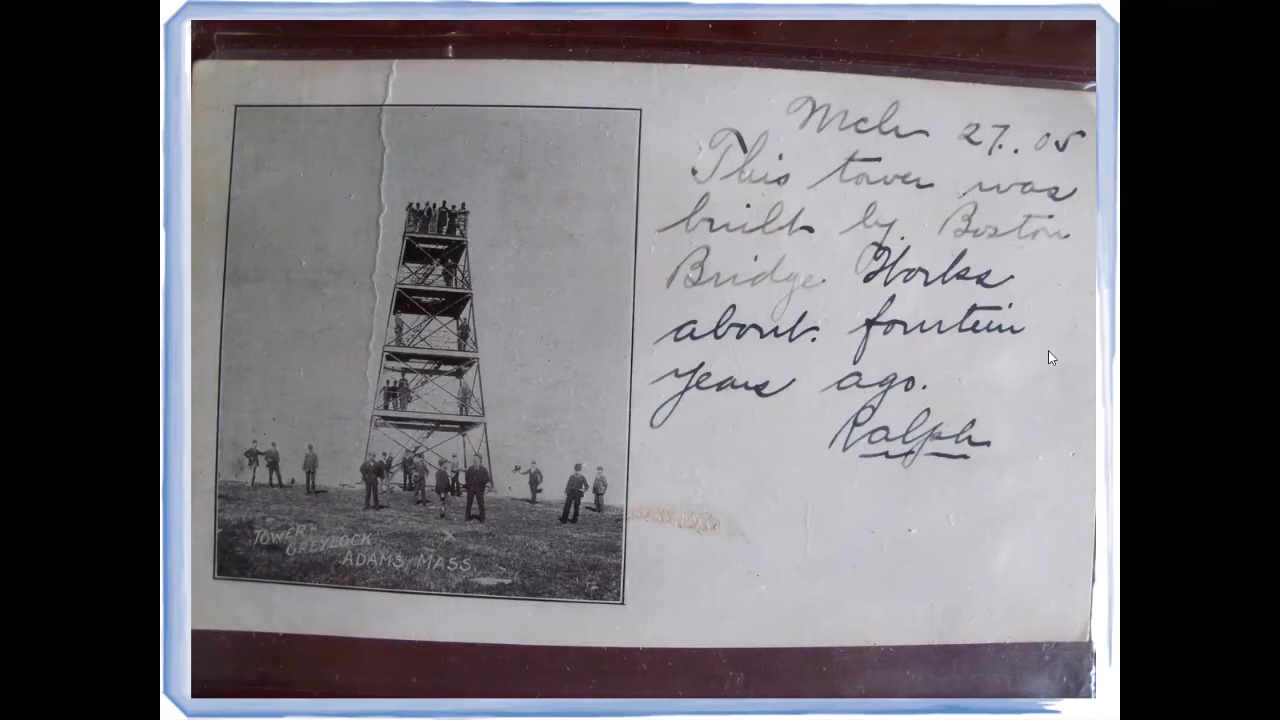 Mch 27..05
This tower was
built by Boston
Bridge Works
about fourtein
years ago.
Ralph
TOWER
GREYLOCK
ADAMS, MASS.